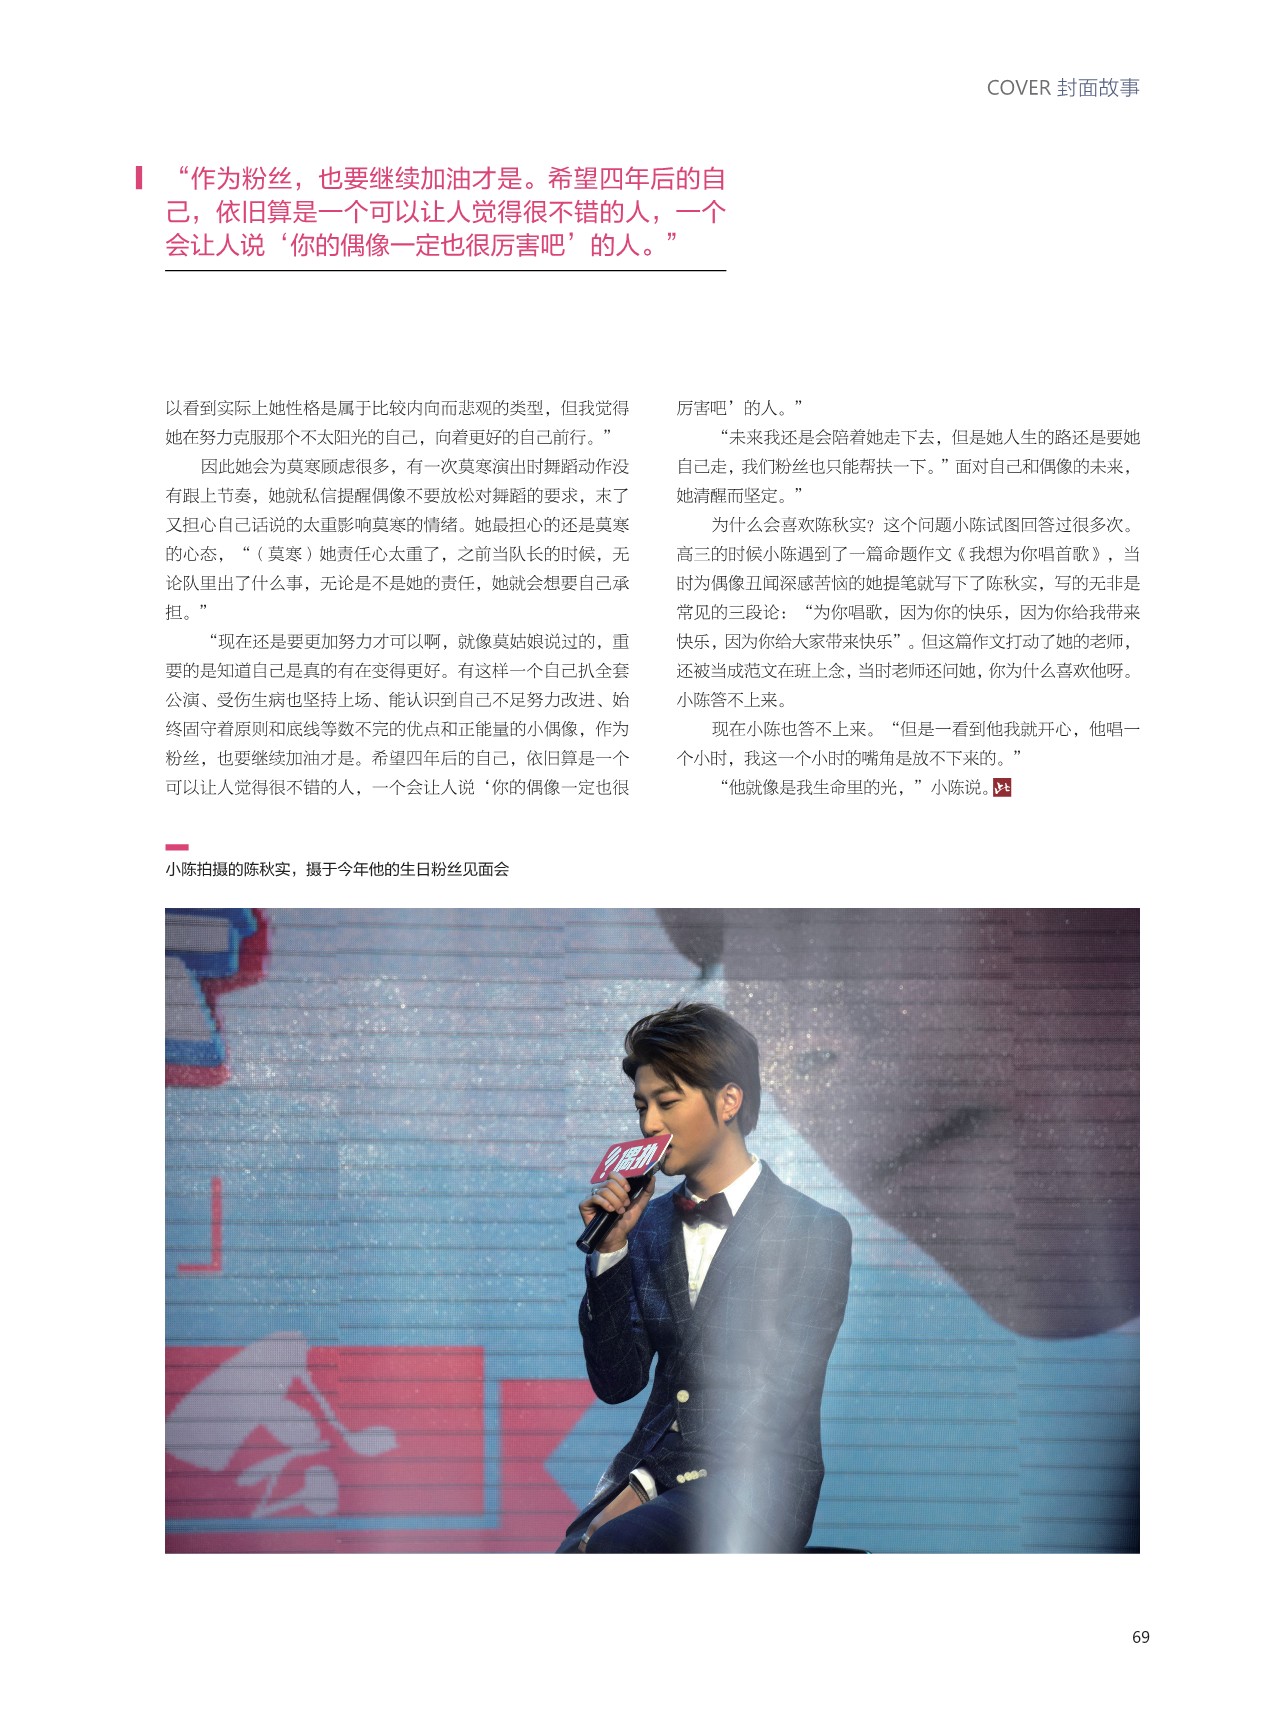 COVER 封面故事
“作为粉丝，也要继续加油才是。希望四年后的自
己，依旧算是一个可以让人觉得很不错的人，一个
会让人说‘你的偶像一定也很厉害吧’的人。”
以看到实际上她性格是属于比较内向而悲观的类型，但我觉得
她在努力克服那个不太阳光的自己，向着更好的自己前行。”
因此她会为莫寒顾虑很多，有一次莫寒演出时舞蹈动作没
有跟上节奏，她就私信提醒偶像不要放松对舞蹈的要求，末了
又担心自己话说的太重影响莫寒的情绪。她最担心的还是莫寒
的心态，“（莫寒）她责任心太重了，之前当队长的时候，无
论队里出了什么事，无论是不是她的责任，她就会想要自己承
担。”
“现在还是要更加努力才可以啊，就像莫姑娘说过的，重
要的是知道自己是真的有在变得更好。有这样一个自己扒全套
公演、受伤生病也坚持上场、能认识到自己不足努力改进、始
终固守着原则和底线等数不完的优点和正能量的小偶像，作为
粉丝，也要继续加油才是。希望四年后的自己，依旧算是一个
可以让人觉得很不错的人，一个会让人说‘你的偶像一定也很
厉害吧’的人。”
“未来我还是会陪着她走下去，但是她人生的路还是要她
自己走，我们粉丝也只能帮扶一下。”面对自己和偶像的未来，
她清醒而坚定。”
为什么会喜欢陈秋实？这个问题小陈试图回答过很多次。
高三的时候小陈遇到了一篇命题作文《我想为你唱首歌》，当
时为偶像丑闻深感苦恼的她提笔就写下了陈秋实，写的无非是
常见的三段论：“为你唱歌，因为你的快乐，因为你给我带来
快乐，因为你给大家带来快乐”。但这篇作文打动了她的老师，
还被当成范文在班上念，当时老师还问她，你为什么喜欢他呀。
小陈答不上来。
现在小陈也答不上来。“但是一看到他我就开心，他唱一
个小时，我这一个小时的嘴角是放不下来的。”
“他就像是我生命里的光，”小陈说。
小陈拍摄的陈秋实，摄于今年他的生日粉丝见面会
69